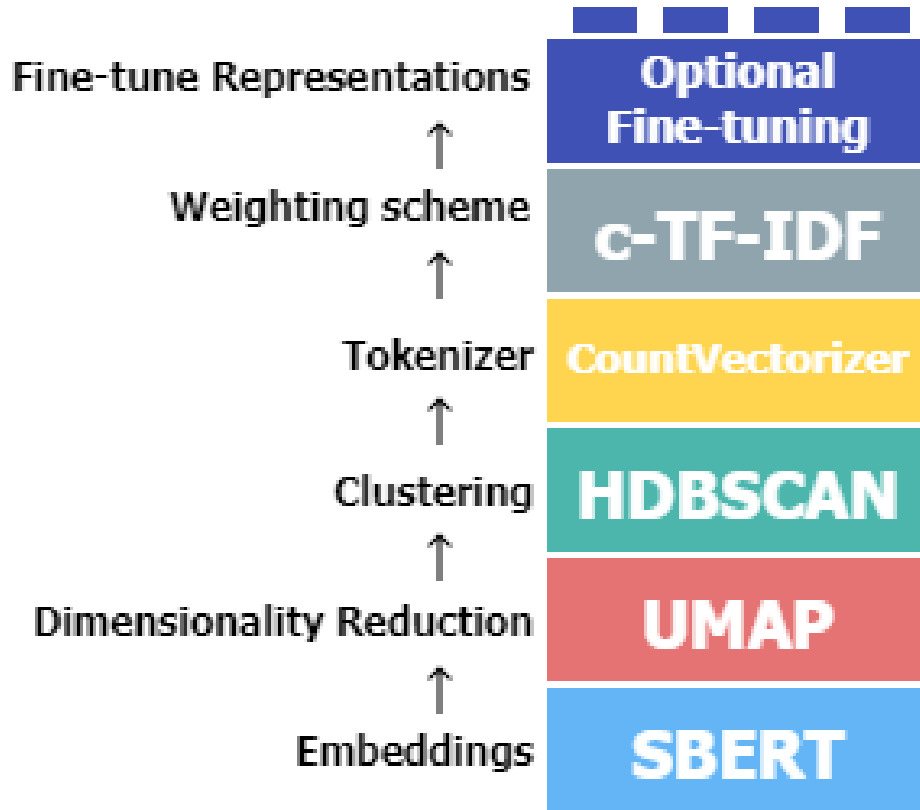 Fine-tune Representations
Optional
Fine-tuning
Weighting scheme
c-TF-IDF
Tokenizer
CountVectorizer
Clustering
HDBSCAN
Dimensionality Reduction
UMAP
Embeddings
SBERT